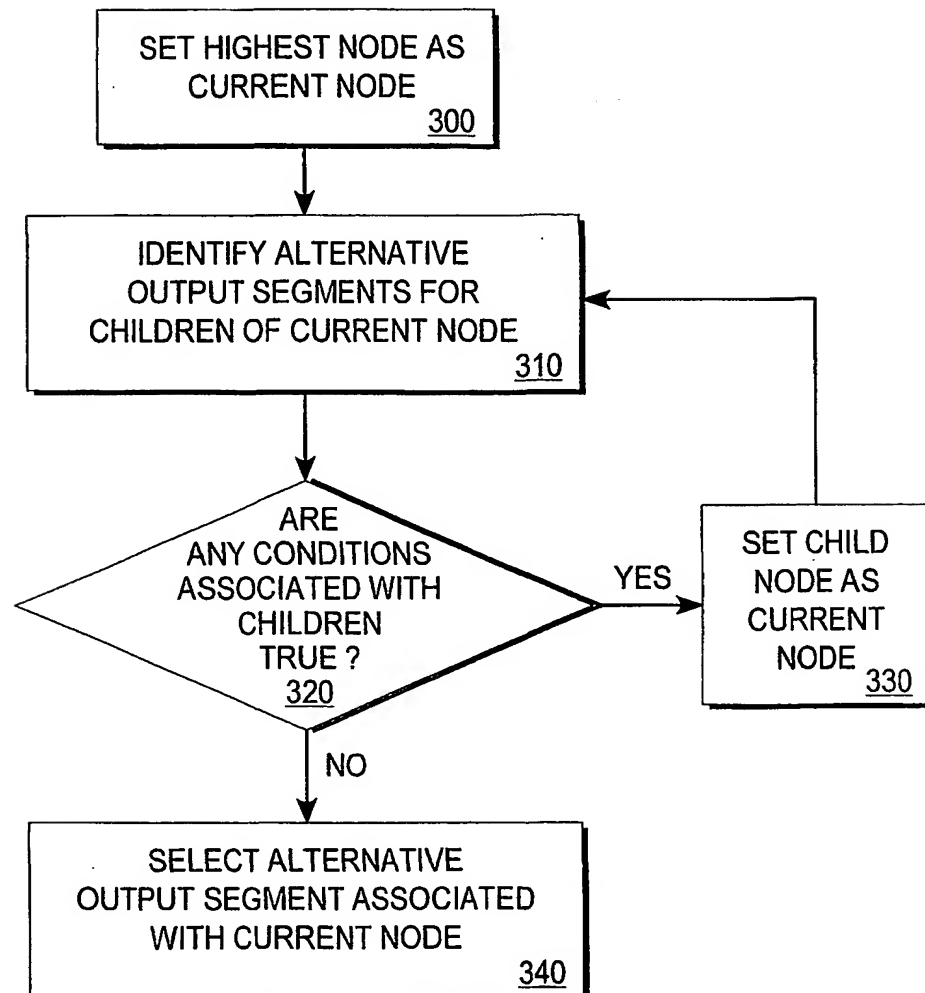 SET HIGHEST NODE AS
CURRENT NODE
300
IDENTIFY ALTERNATIVE
OUTPUT SEGMENTS FOR
CHILDREN OF CURRENT NODE
310
ARE
ANY CONDITIONS
ASSOCIATED WITH
CHILDREN
TRUE ?
320
YES
SET CHILD
NODE AS
CURRENT
NODE
330
NO
SELECT ALTERNATIVE
OUTPUT SEGMENT ASSOCIATED
WITH CURRENT NODE
340